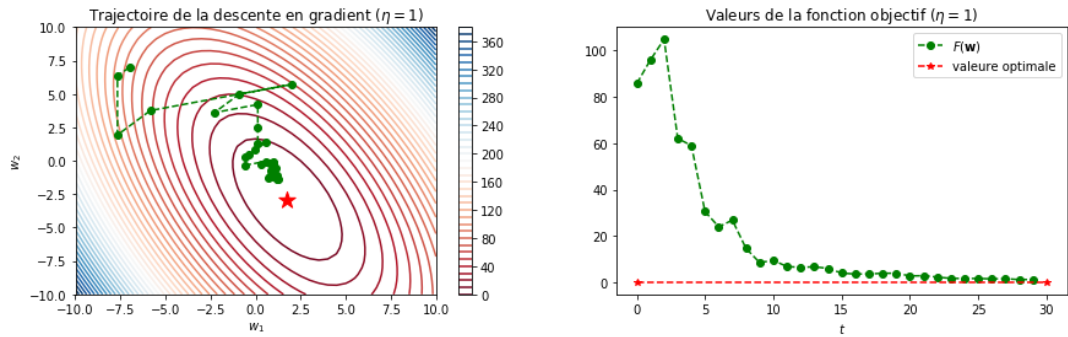 Trajectoire de la descente en gradient (η = 1)
10.0
7.5
5.0
2.5
0.0
−2.5
−5.0
−7.5
−10.0
w₂
−10.0 −7.5 −5.0 −2.5 0.0 2.5 5.0 7.5 10.0
w₁
360
320
280
240
200
160
120
80
40
0
Valeurs de la fonction objectif (η = 1)
100
80
60
40
20
0
F(w)
valeure optimale
0 5 10 15 20 25 30
t